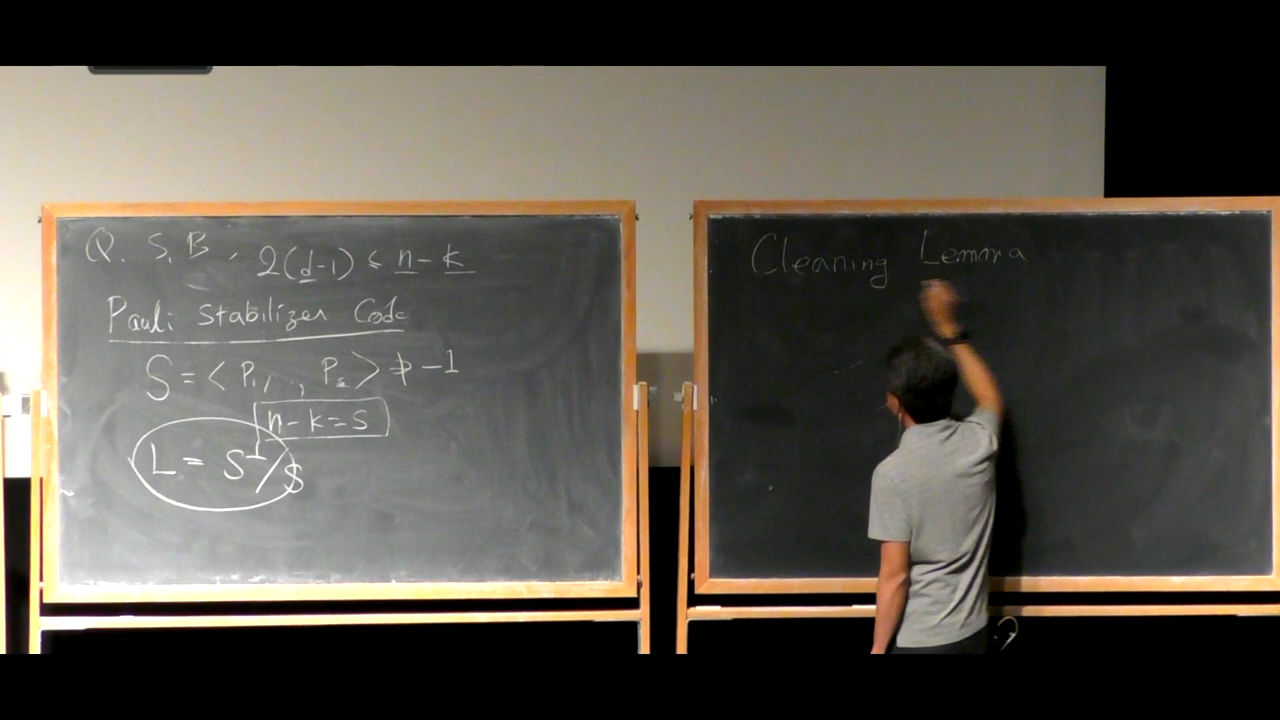 Q. S. B. 2(d-1) ≤ n - k
Pauli Stabilizer Code
S = < P₁, , Pₛ > ∌ -1
n - k = s
L = S^⊥ / S
Cleaning Lemma